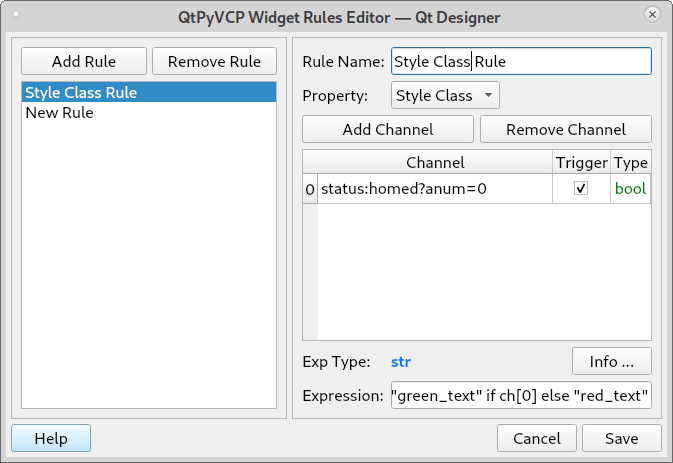 QtPyVCP Widget Rules Editor — Qt Designer
Add Rule Remove Rule
Style Class Rule
New Rule
Rule Name: Style Class Rule
Property: Style Class
Add Channel Remove Channel
Channel Trigger Type
0 status:homed?anum=0 bool
Exp Type: str Info ...
Expression: "green_text" if ch[0] else "red_text"
Help Cancel Save